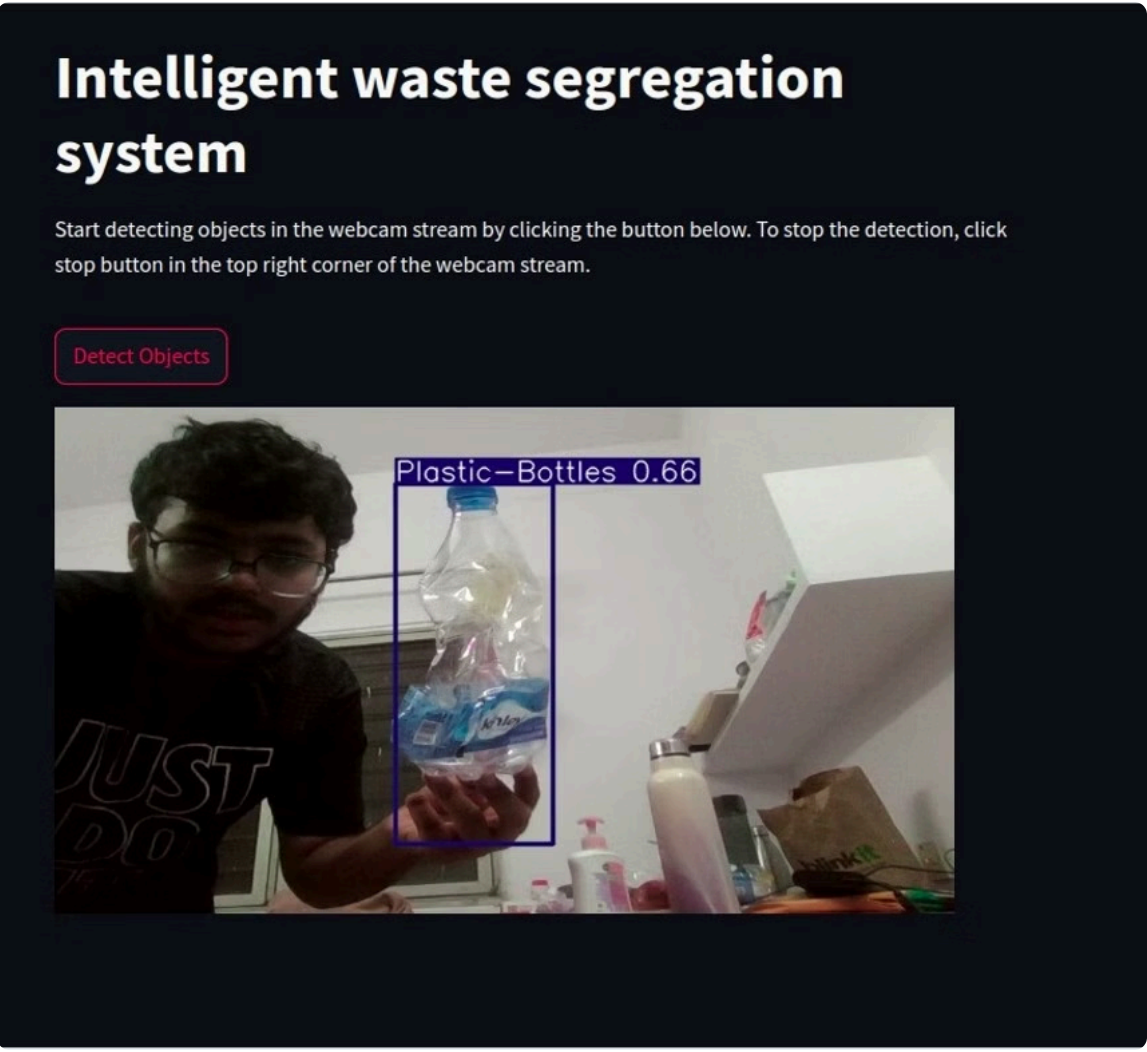 Intelligent waste segregation
system
Start detecting objects in the webcam stream by clicking the button below. To stop the detection, click
stop button in the top right corner of the webcam stream.
Detect Objects
Plastic-Bottles 0.66
JUST
DO
blinkit